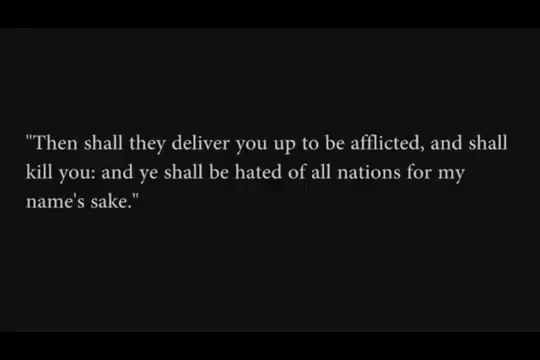 "Then shall they deliver you up to be afflicted, and shall
kill you: and ye shall be hated of all nations for my
name's sake."